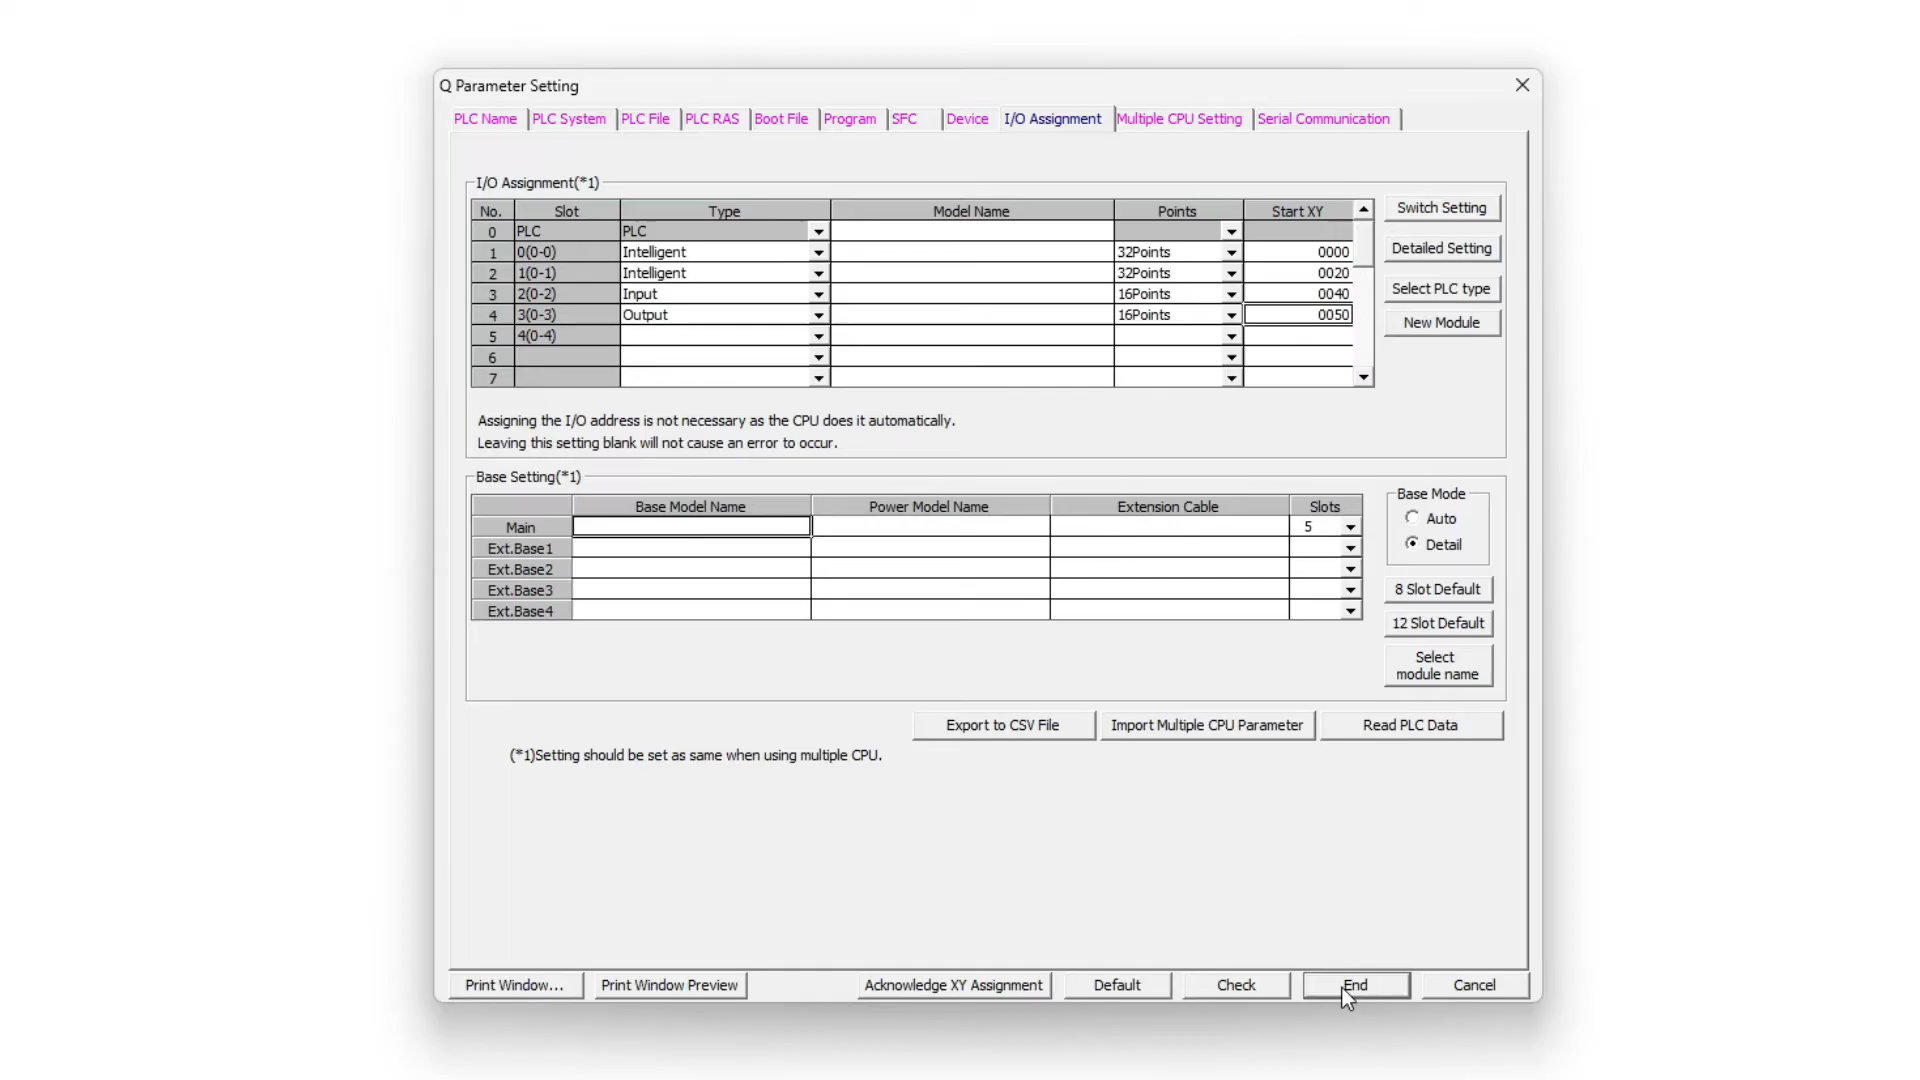 Q Parameter Setting
PLC Name PLC System PLC File PLC RAS Boot File Program SFC Device I/O Assignment Multiple CPU Setting Serial Communication
I/O Assignment(*1)
No. Slot Type Model Name Points Start XY
0 PLC PLC
1 0(0-0) Intelligent 32Points 0000
2 1(0-1) Intelligent 32Points 0020
3 2(0-2) Input 16Points 0040
4 3(0-3) Output 16Points 0050
5 4(0-4)
6
7
Switch Setting
Detailed Setting
Select PLC type
New Module
Assigning the I/O address is not necessary as the CPU does it automatically.
Leaving this setting blank will not cause an error to occur.
Base Setting(*1)
Base Model Name Power Model Name Extension Cable Slots
Main 5
Ext.Base1
Ext.Base2
Ext.Base3
Ext.Base4
Base Mode
Auto
Detail
8 Slot Default
12 Slot Default
Select
module name
Export to CSV File Import Multiple CPU Parameter Read PLC Data
(*1)Setting should be set as same when using multiple CPU.
Print Window... Print Window Preview Acknowledge XY Assignment Default Check End Cancel